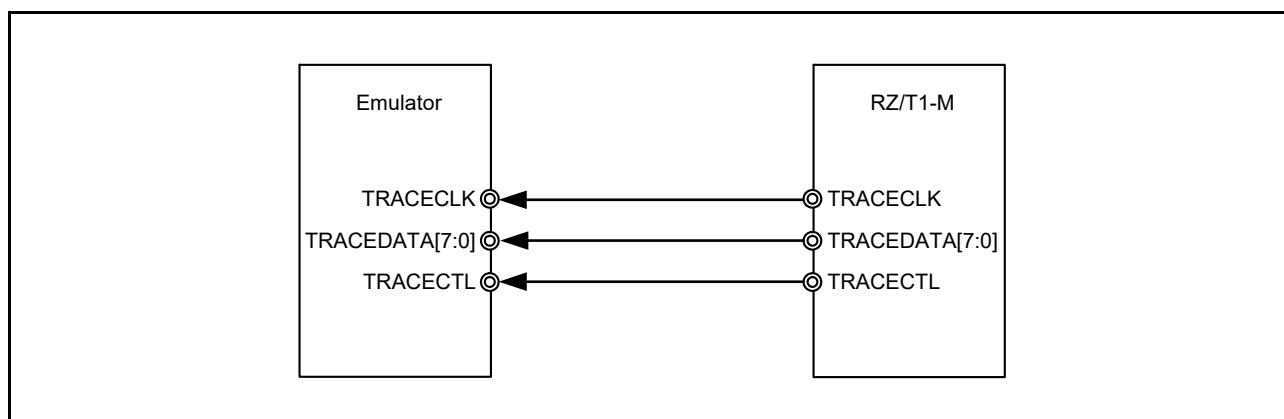 Emulator
RZ/T1-M
TRACECLK
TRACECLK
TRACEDATA[7:0]
TRACEDATA[7:0]
TRACECTL
TRACECTL